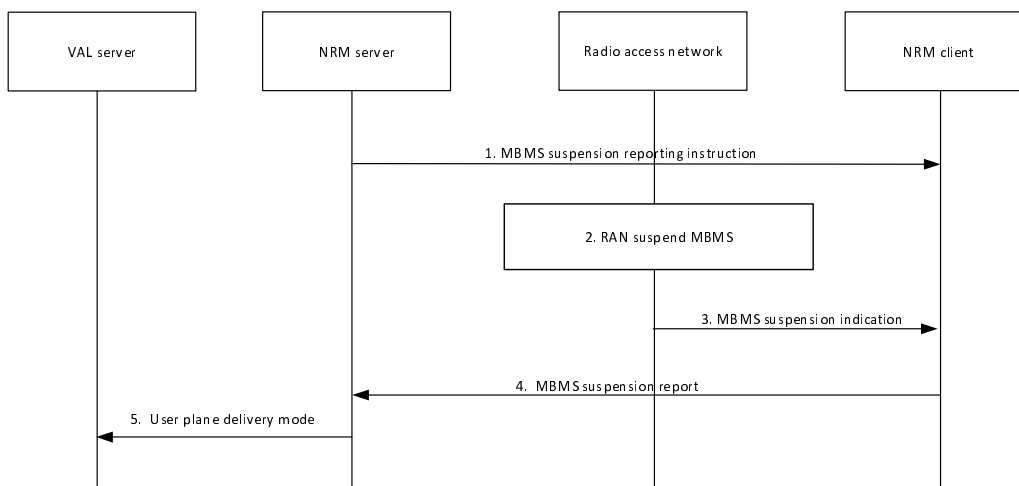 VAL server
NRM server
Radio access network
NRM client
1. MBMS suspension reporting instruction
2. RAN suspend MBMS
3. MBMS suspension indication
4. MBMS suspension report
5. User plane delivery mode